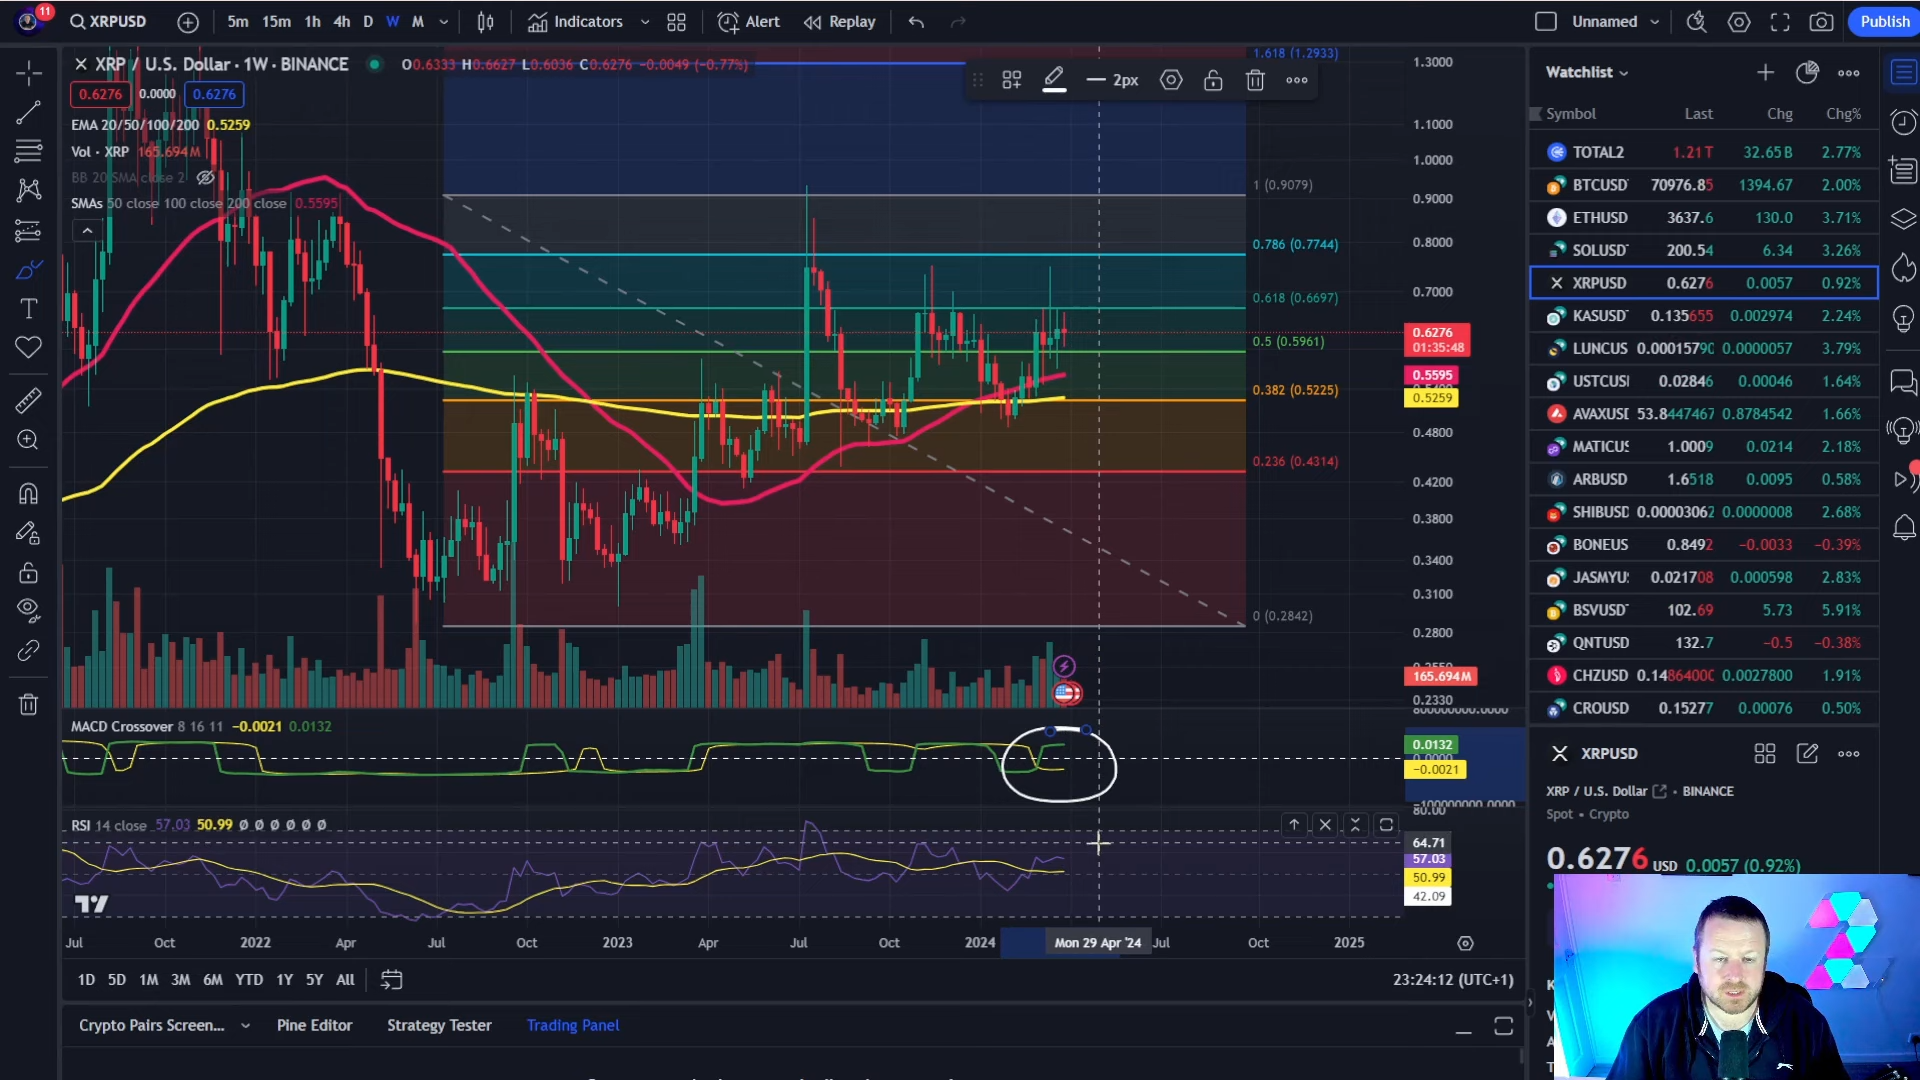 11
XRPUSD
5m 15m 1h 4h D W M
Indicators
Alert
Replay
Unnamed
Publish
XRP / U.S. Dollar · 1W · BINANCE
O0.6333 H0.6627 L0.6036 C0.6276 −0.0049 (−0.77%)
0.6276 0.0000 0.6276
EMA 20/50/100/200 0.5259
Vol · XRP 165.694M
BB 20 SMA close 2
SMAs 50 close 100 close 200 close 0.5595
2px
1.618 (1.2933)
1 (0.9079)
0.786 (0.7744)
0.618 (0.6697)
0.5 (0.5961)
0.382 (0.5225)
0.236 (0.4314)
0 (0.2842)
1.3000
1.1000
1.0000
0.9000
0.8000
0.7000
0.6276
01:35:48
0.5595
0.5259
0.4800
0.4200
0.3800
0.3400
0.3100
0.2800
165.694M
0.2330
MACD Crossover 8 16 11 −0.0021 0.0132
0.0132
−0.0021
80.00
RSI 14 close 57.03 50.99 Ø Ø Ø Ø Ø Ø
64.71
57.03
50.99
42.09
Jul Oct 2022 Apr Jul Oct 2023 Apr Jul Oct 2024 Mon 29 Apr '24 Jul Oct 2025
1D 5D 1M 3M 6M YTD 1Y 5Y All
23:24:12 (UTC+1)
Crypto Pairs Screen... Pine Editor Strategy Tester Trading Panel
Watchlist
Symbol Last Chg Chg%
TOTAL2 1.21T 32.65B 2.77%
BTCUSD 70976.85 1394.67 2.00%
ETHUSD 3637.6 130.0 3.71%
SOLUSD 200.54 6.34 3.26%
XRPUSD 0.6276 0.0057 0.92%
KASUSD 0.135655 0.002974 2.24%
LUNCUS 0.00015790 0.0000057 3.79%
USTCUS 0.02846 0.00046 1.64%
AVAXUS 53.8447467 0.8784542 1.66%
MATICUS 1.0009 0.0214 2.18%
ARBUSD 1.6518 0.0095 0.58%
SHIBUSD 0.00003062 0.0000008 2.68%
BONEUS 0.8492 −0.0033 −0.39%
JASMYU 0.021708 0.000598 2.83%
BSVUSD 102.69 5.73 5.91%
QNTUSD 132.7 −0.5 −0.38%
CHZUSD 0.14864000 0.0027800 1.91%
CROUSD 0.15277 0.00076 0.50%
XRPUSD
XRP / U.S. Dollar · BINANCE
Spot · Crypto
0.6276 USD 0.0057 (0.92%)